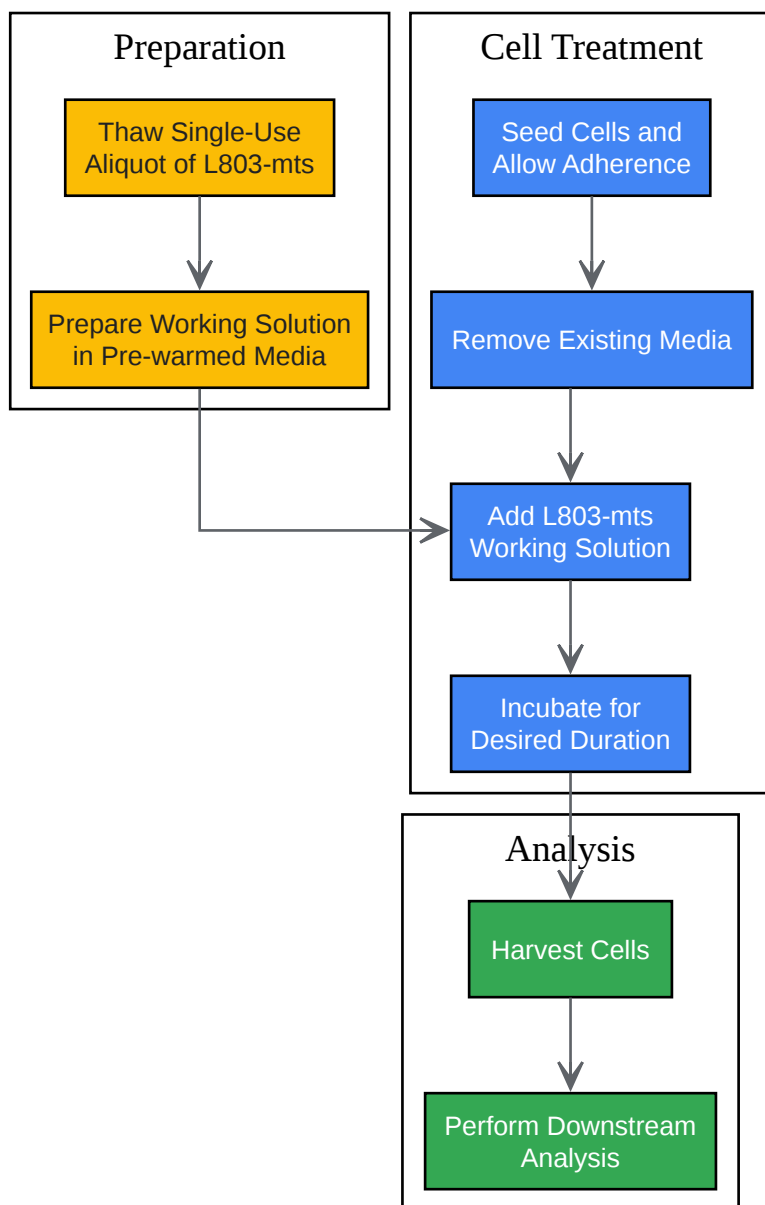 Preparation
Thaw Single-Use
Aliquot of L803-mts
Prepare Working Solution
in Pre-warmed Media
Cell Treatment
Seed Cells and
Allow Adherence
Remove Existing Media
Add L803-mts
Working Solution
Incubate for
Desired Duration
Analysis
Harvest Cells
Perform Downstream
Analysis